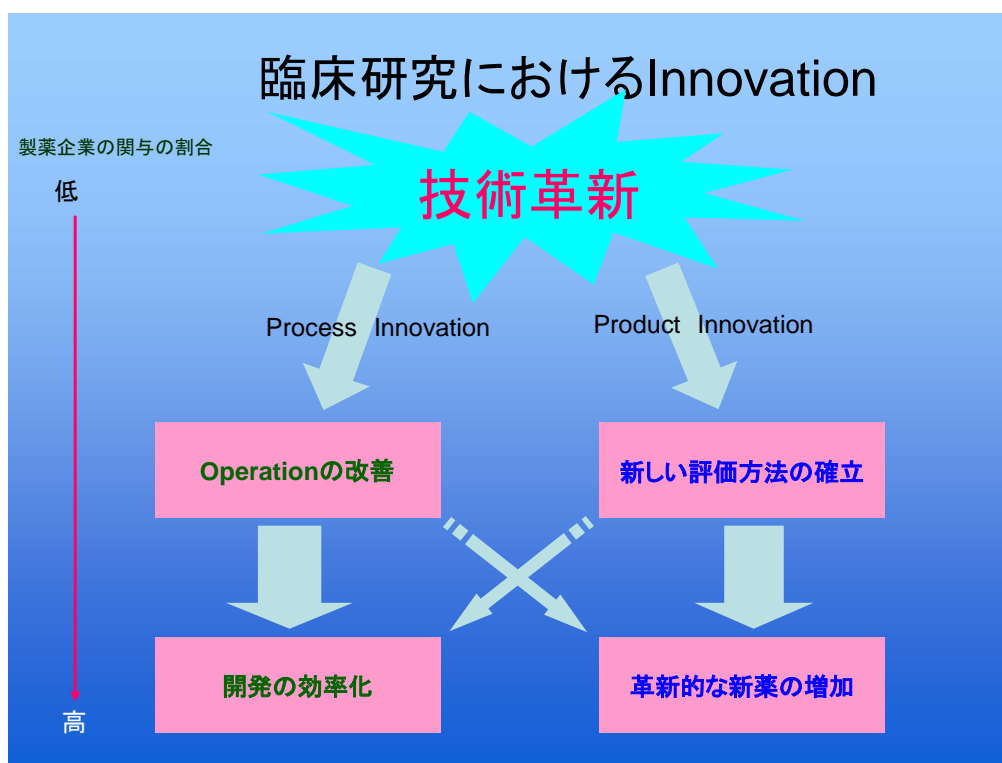 臨床研究におけるInnovation
製薬企業の関与の割合
低
技術革新
Process Innovation
Product Innovation
Operationの改善
新しい評価方法の確立
開発の効率化
革新的な新薬の増加
高